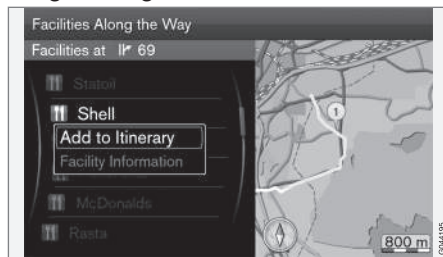 Facilities Along the Way
Facilities at 69
Statoil
Shell
Add to Itinerary
Facility Information
McDonalds
Rasta
1
800 m
G044195